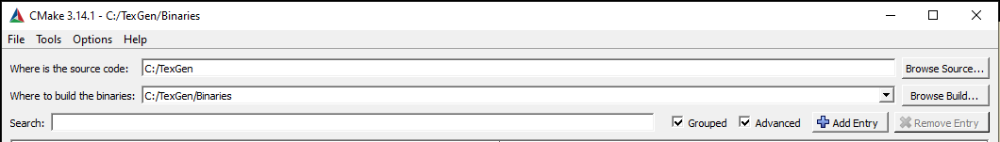 CMake 3.14.1 - C:/TexGen/Binaries
File Tools Options Help
Where is the source code: C:/TexGen Browse Source...
Where to build the binaries: C:/TexGen/Binaries Browse Build...
Search: Grouped Advanced Add Entry Remove Entry